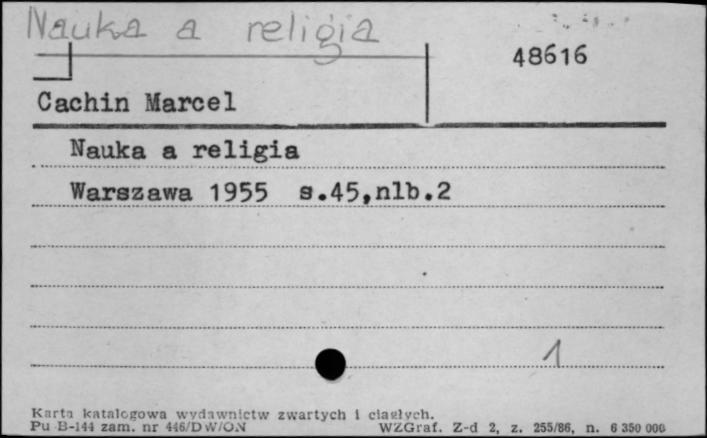 Nauka a religia
48616
Cachin Marcel
Nauka a religia
Warszawa 1955 s.45,nlb.2
1
Karta katalogowa wydawnictw zwartych i ciągłych.
Pu B-144 zam. nr 446/DW/ON WZGraf. Z-d 2, z. 255/86, n. 6 350 000